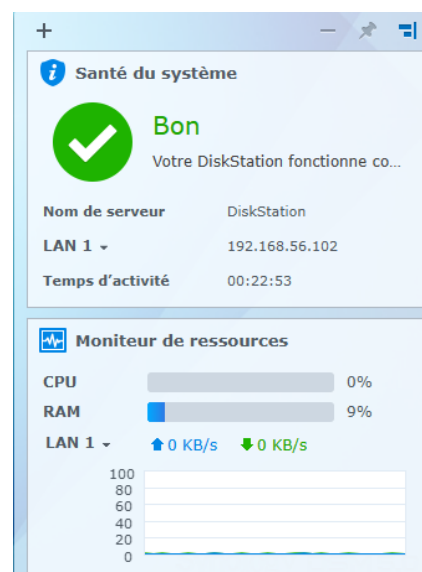 Santé du système
Bon
Votre DiskStation fonctionne co...
Nom de serveur DiskStation
LAN 1 192.168.56.102
Temps d'activité 00:22:53
Moniteur de ressources
CPU 0%
RAM 9%
LAN 1 0 KB/s 0 KB/s
100
80
60
40
20
0